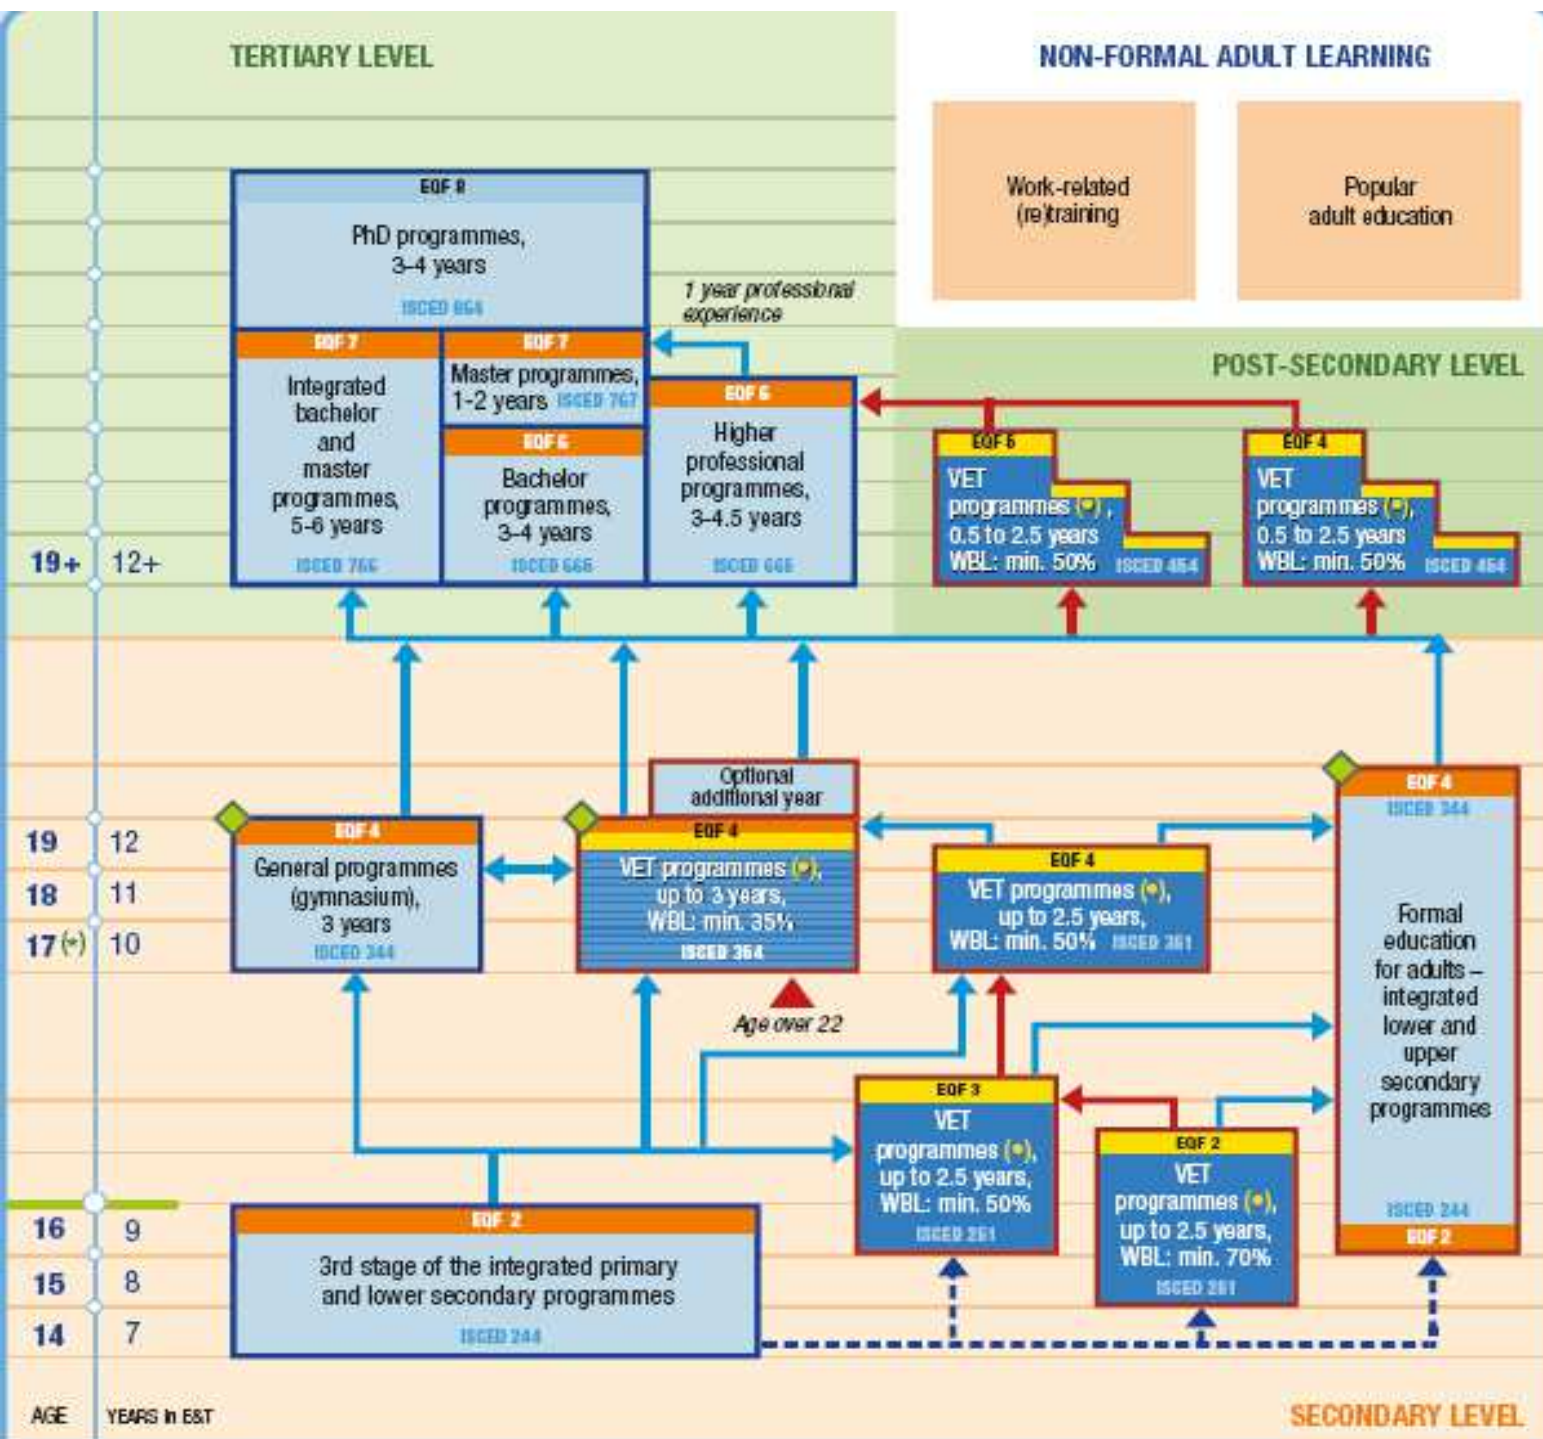 TERTIARY LEVEL
NON-FORMAL ADULT LEARNING
Work-related
(re)training
Popular
adult education
EQF 8
PhD programmes,
3-4 years
ISCED 864
1 year professional
experience
EQF 7
Integrated
bachelor
and
master
programmes,
5-6 years
ISCED 766
EQF 7
Master programmes,
1-2 years ISCED 767
EQF 6
Bachelor
programmes,
3-4 years
ISCED 666
EQF 6
Higher
professional
programmes,
3-4.5 years
ISCED 665
POST-SECONDARY LEVEL
EQF 5
VET
programmes (•) ,
0.5 to 2.5 years
WBL: min. 50% ISCED 454
EQF 4
VET
programmes (•),
0.5 to 2.5 years
WBL: min. 50% ISCED 454
19+ 12+
Optional
additional year
EQF 4
General programmes
(gymnasium),
3 years
ISCED 344
EQF 4
VET programmes (•),
up to 3 years,
WBL: min. 35%
ISCED 354
Age over 22
EQF 4
VET programmes (•),
up to 2.5 years,
WBL: min. 50% ISCED 351
EQF 4
ISCED 344
Formal
education
for adults –
integrated
lower and
upper
secondary
programmes
ISCED 244
EQF 2
19 12
18 11
17 (•) 10
EQF 3
VET
programmes (•),
up to 2.5 years,
WBL: min. 50%
ISCED 251
EQF 2
VET
programmes (•),
up to 2.5 years,
WBL: min. 70%
ISCED 251
EQF 2
3rd stage of the integrated primary
and lower secondary programmes
ISCED 244
16 9
15 8
14 7
AGE YEARS in E&T
SECONDARY LEVEL